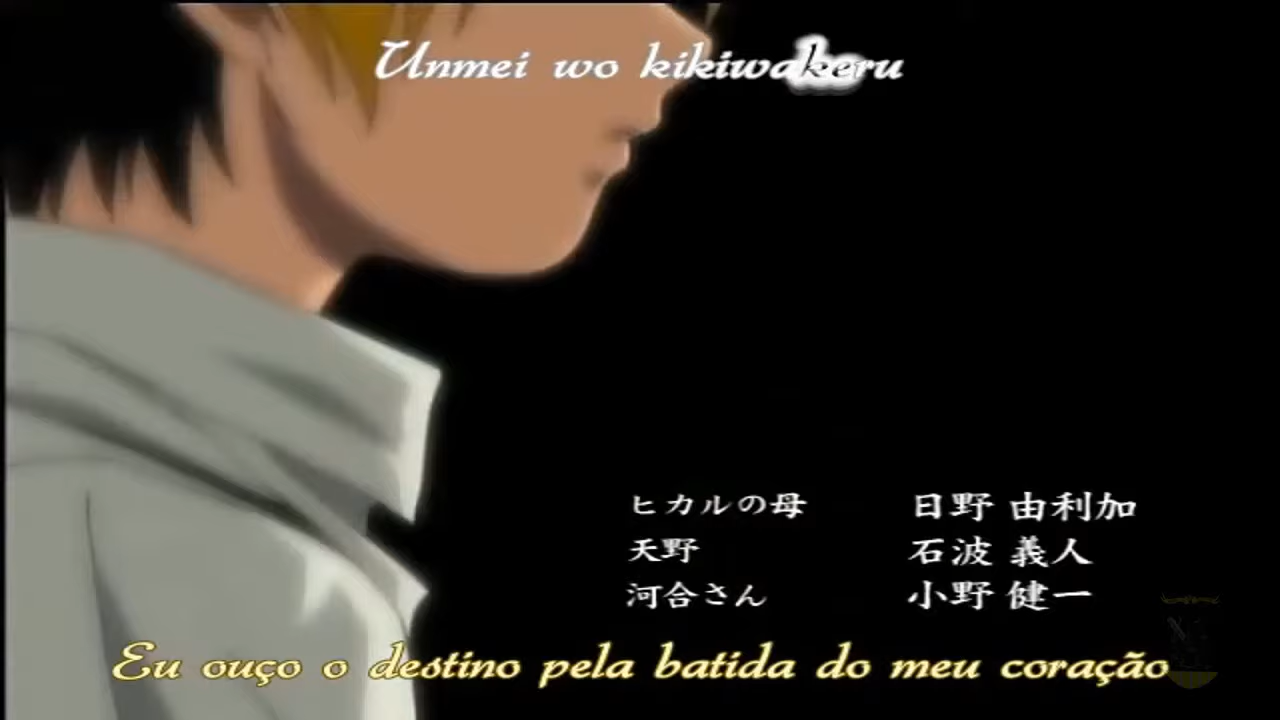 Unmei wo kikiwakeru
ヒカルの母 日野 由利加
天野 石波 義人
河合さん 小野 健一
Eu ouço o destino pela batida do meu coração